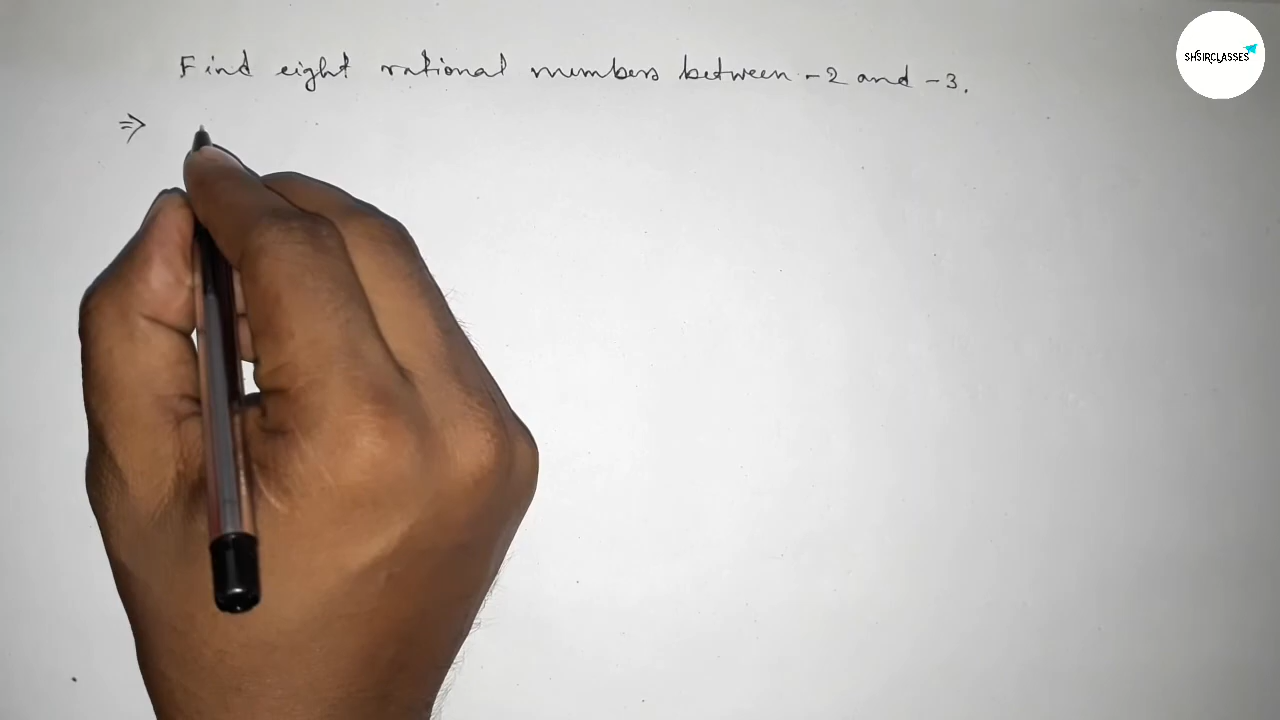 Find eight rational numbers between -2 and -3.
⇒
SHSIRCLASSES